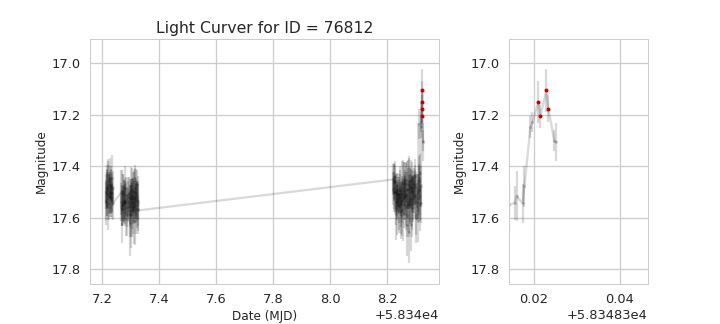 Light Curver for ID = 76812
Magnitude
17.0
17.2
17.4
17.6
17.8
7.2 7.4 7.6 7.8 8.0 8.2
Date (MJD)
+5.834e4
Magnitude
17.0
17.2
17.4
17.6
17.8
0.02 0.04
+5.83483e4